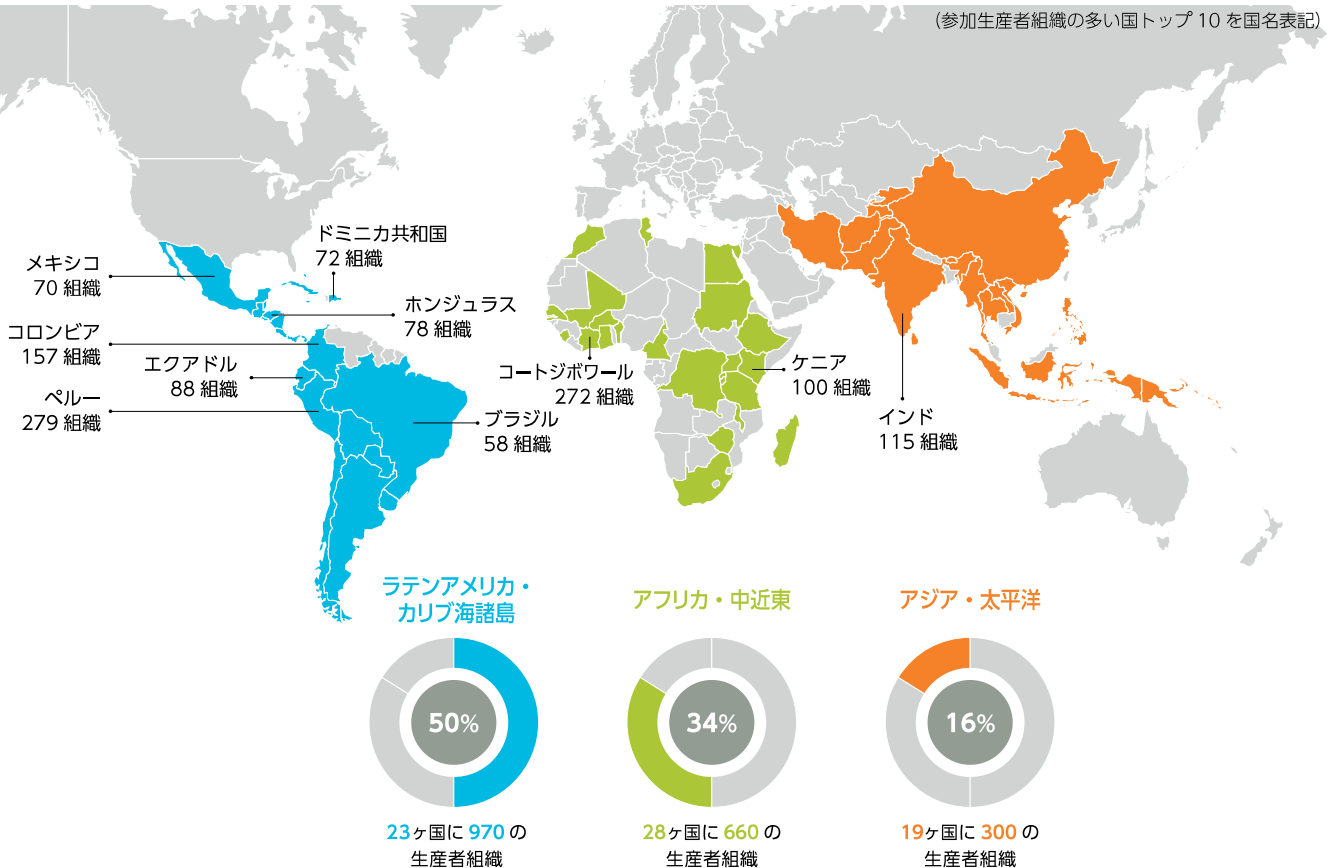 （参加生産者組織の多い国トップ 10 を国名表記）
ドミニカ共和国
72 組織
メキシコ
70 組織
ホンジュラス
78 組織
コロンビア
157 組織
エクアドル
88 組織
ペルー
279 組織
ブラジル
58 組織
コートジボワール
272 組織
ケニア
100 組織
インド
115 組織
ラテンアメリカ・
カリブ海諸島
50%
23ヶ国に 970 の
生産者組織
アフリカ・中近東
34%
28ヶ国に 660 の
生産者組織
アジア・太平洋
16%
19ヶ国に 300 の
生産者組織